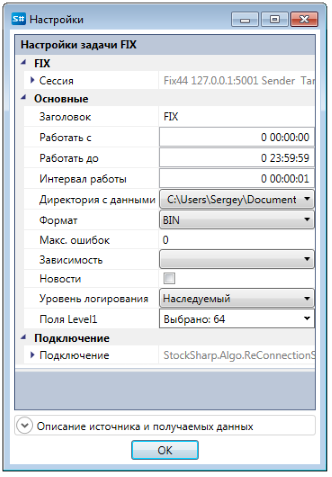 S# Настройки
Настройки задачи FIX
FIX
Сессия Fix44 127.0.0.1:5001 Sender Tar
Основные
Заголовок FIX
Работать с 0 00:00:00
Работать до 0 23:59:59
Интервал работы 0 00:00:01
Директория с данными C:\Users\Sergey\Document
Формат BIN
Макс. ошибок 0
Зависимость
Новости
Уровень логирования Наследуемый
Поля Level1 Выбрано: 64
Подключение
Подключение StockSharp.Algo.ReConnectionS
Описание источника и получаемых данных
OK